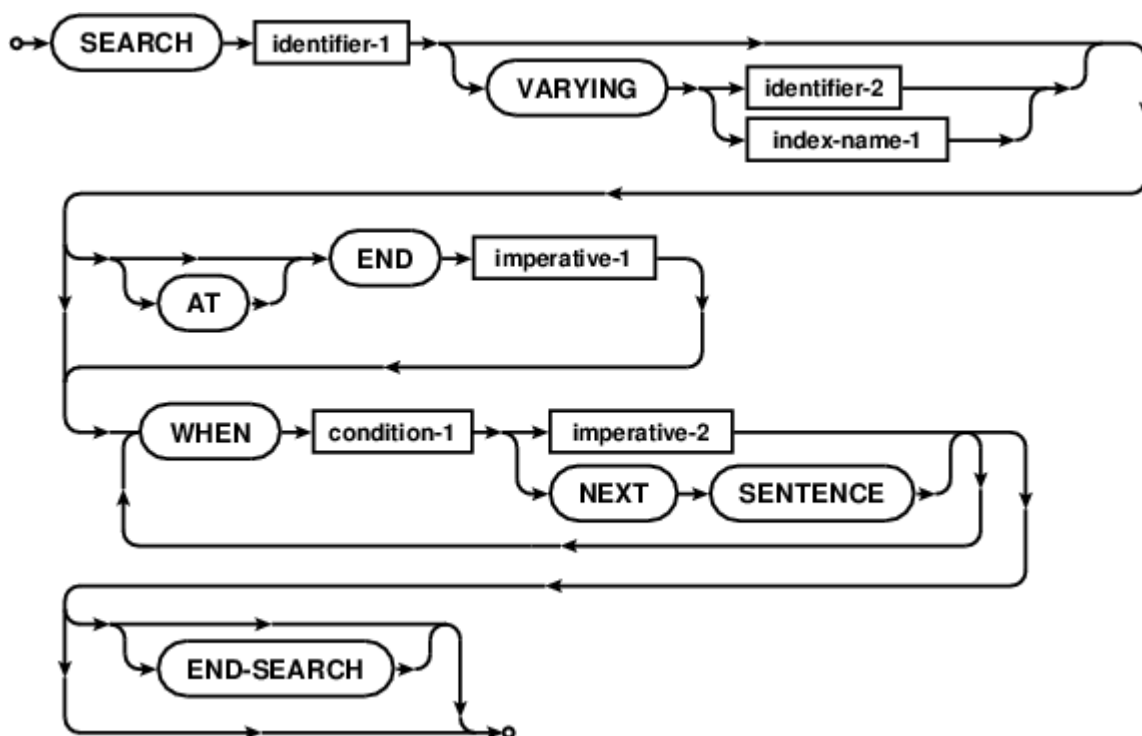 SEARCH identifier-1
VARYING identifier-2
index-name-1
END imperative-1
AT
WHEN condition-1 imperative-2
NEXT SENTENCE
END-SEARCH